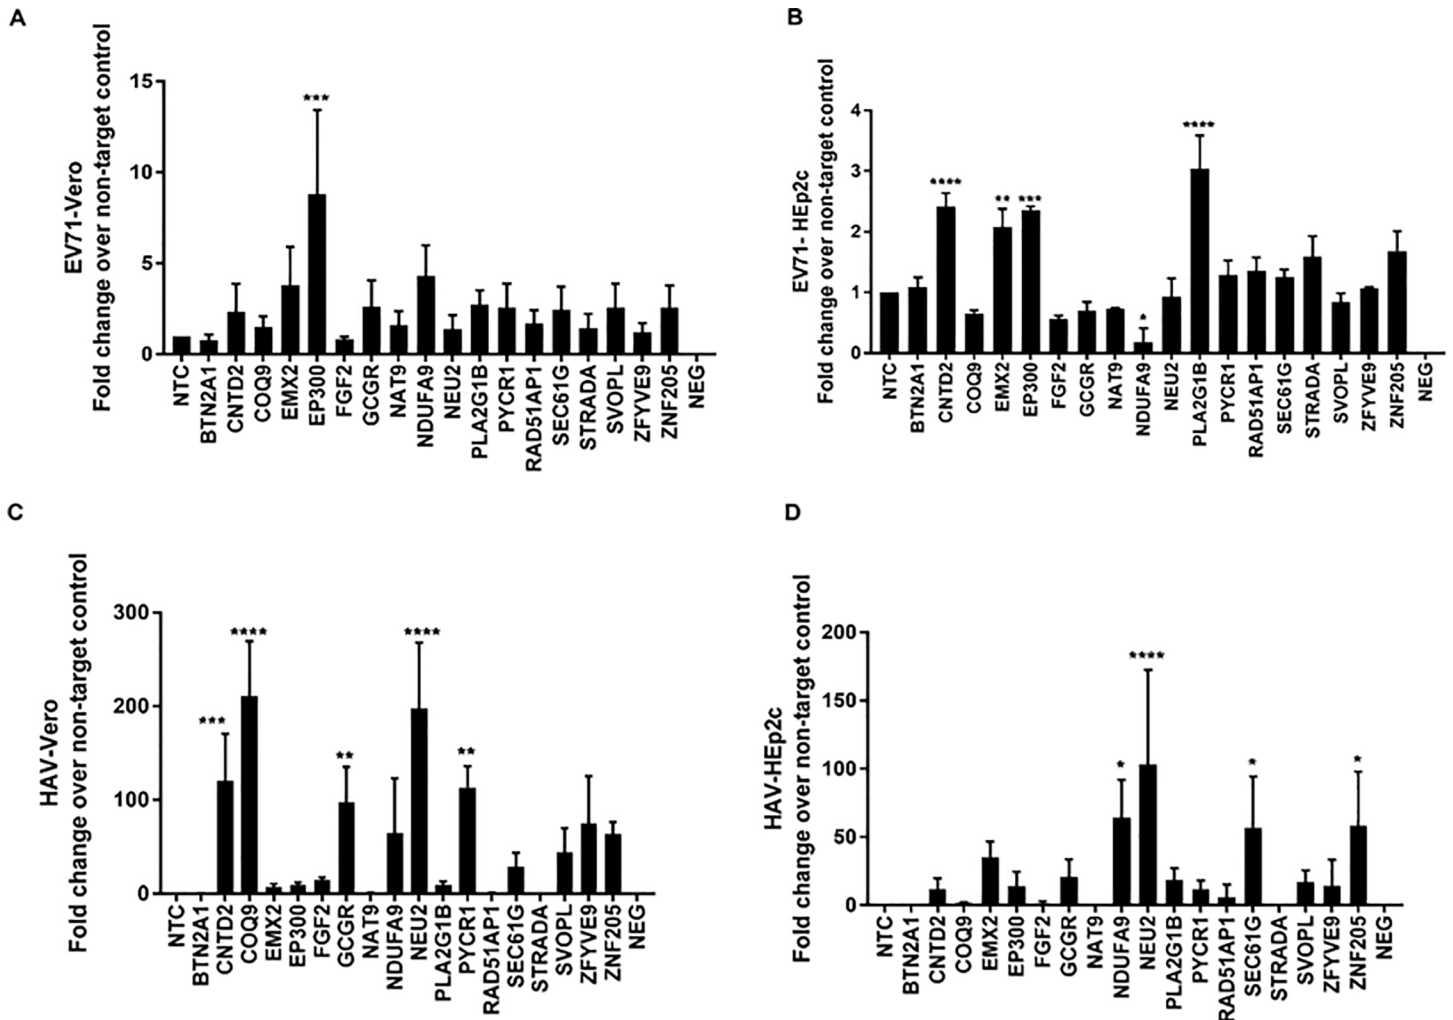 A
EV71-Vero
Fold change over non-target control
15
10
5
0
***
NTC
BTN2A1
CNTD2
COQ9
EMX2
EP300
FGF2
GCGR
NAT9
NDUFA9
NEU2
PLA2G1B
PYCR1
RAD51AP1
SEC61G
STRADA
SVOPL
ZFYVE9
ZNF205
NEG
B
EV71- HEp2c
Fold change over non-target control
4
3
2
1
0
****
**
***
*
****
NTC
BTN2A1
CNTD2
COQ9
EMX2
EP300
FGF2
GCGR
NAT9
NDUFA9
NEU2
PLA2G1B
PYCR1
RAD51AP1
SEC61G
STRADA
SVOPL
ZFYVE9
ZNF205
NEG
C
HAV-Vero
Fold change over non-target control
300
200
100
0
***
****
**
****
**
NTC
BTN2A1
CNTD2
COQ9
EMX2
EP300
FGF2
GCGR
NAT9
NDUFA9
NEU2
PLA2G1B
PYCR1
RAD51AP1
SEC61G
STRADA
SVOPL
ZFYVE9
ZNF205
NEG
D
HAV-HEp2c
Fold change over non-target control
200
150
100
50
0
*
****
*
*
NTC
BTN2A1
CNTD2
COQ9
EMX2
EP300
FGF2
GCGR
NAT9
NDUFA9
NEU2
PLA2G1B
PYCR1
RAD51AP1
SEC61G
STRADA
SVOPL
ZFYVE9
ZNF205
NEG